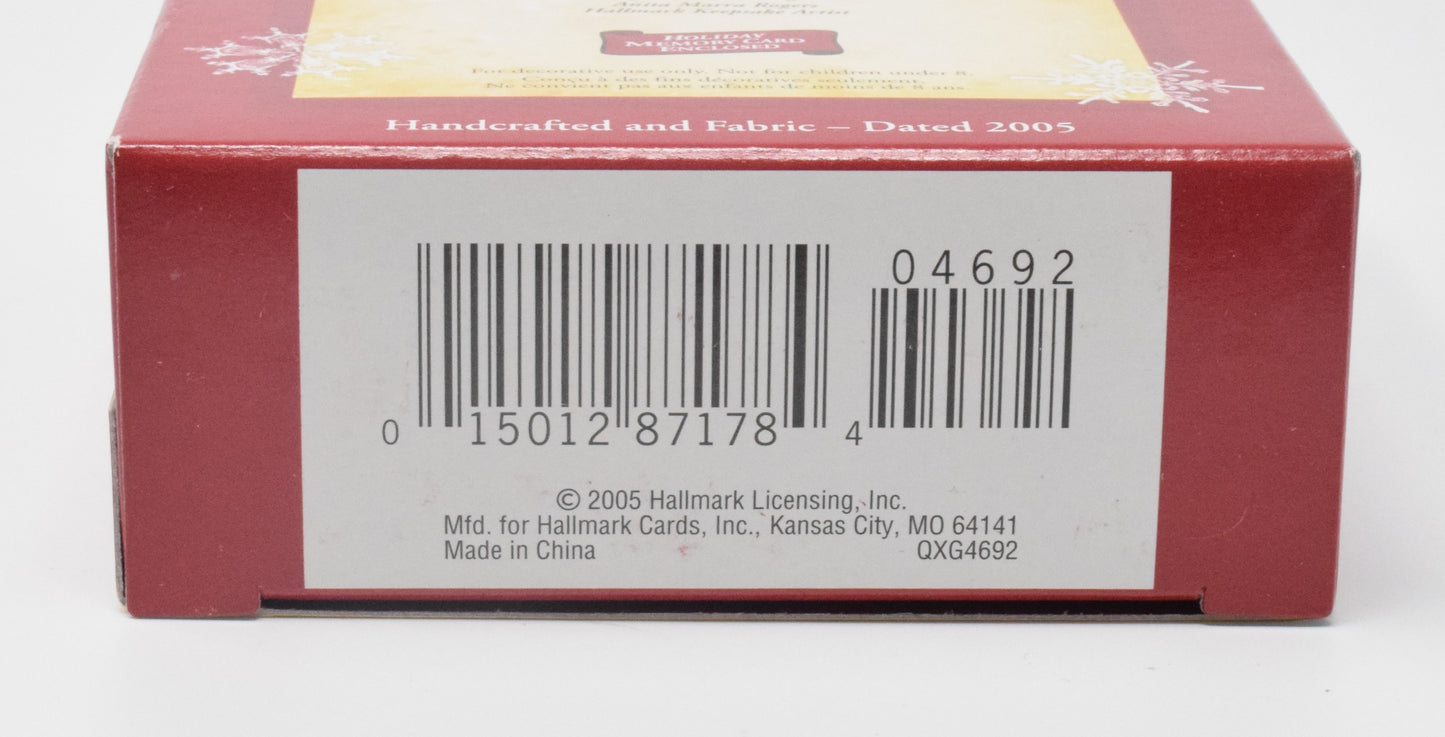 Anita Marra Rogers
Hallmark Keepsake Artist
HOLIDAY
MEMORY CARD
ENCLOSED
For decorative use only. Not for children under 8.
Conçu à des fins décoratives seulement.
Ne convient pas aux enfants de moins de 8 ans.
Handcrafted and Fabric – Dated 2005
04692
0 15012 87178 4
© 2005 Hallmark Licensing, Inc.
Mfd. for Hallmark Cards, Inc., Kansas City, MO 64141
Made in China QXG4692